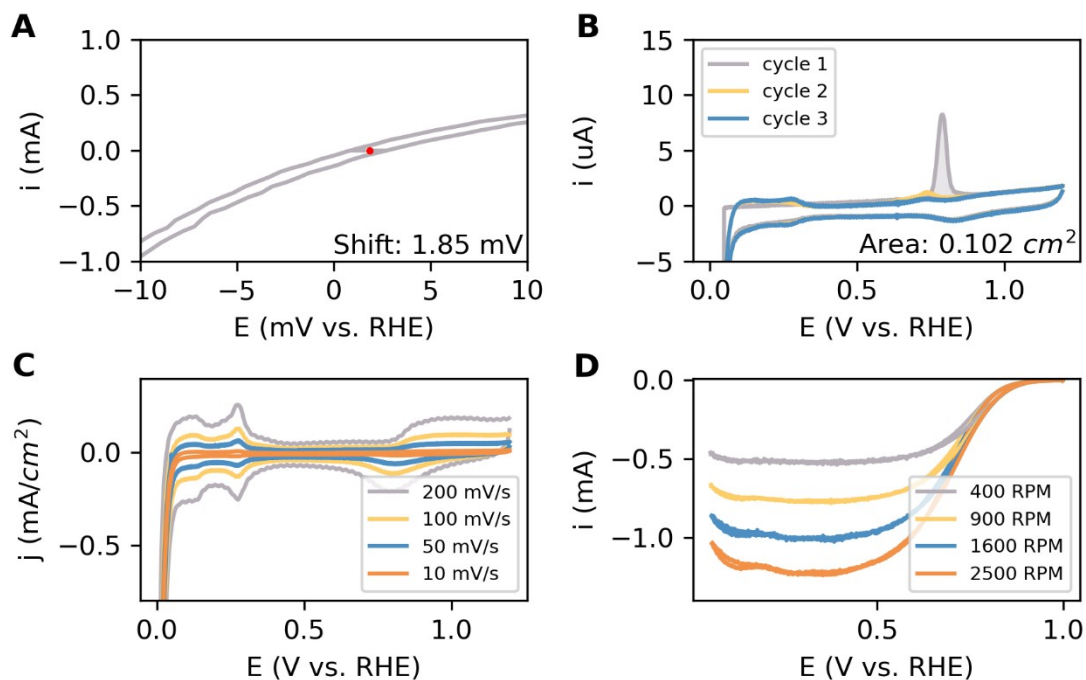 A
1.0
0.5
0.0
−0.5
−1.0
i (mA)
−10
−5
0
5
10
E (mV vs. RHE)
Shift: 1.85 mV
B
15
10
5
0
−5
i (uA)
cycle 1
cycle 2
cycle 3
0.0
0.5
1.0
E (V vs. RHE)
Area: 0.102 cm²
C
0.0
−0.5
j (mA/cm²)
200 mV/s
100 mV/s
50 mV/s
10 mV/s
0.0
0.5
1.0
E (V vs. RHE)
D
0.0
−0.5
−1.0
i (mA)
400 RPM
900 RPM
1600 RPM
2500 RPM
0.5
1.0
E (V vs. RHE)